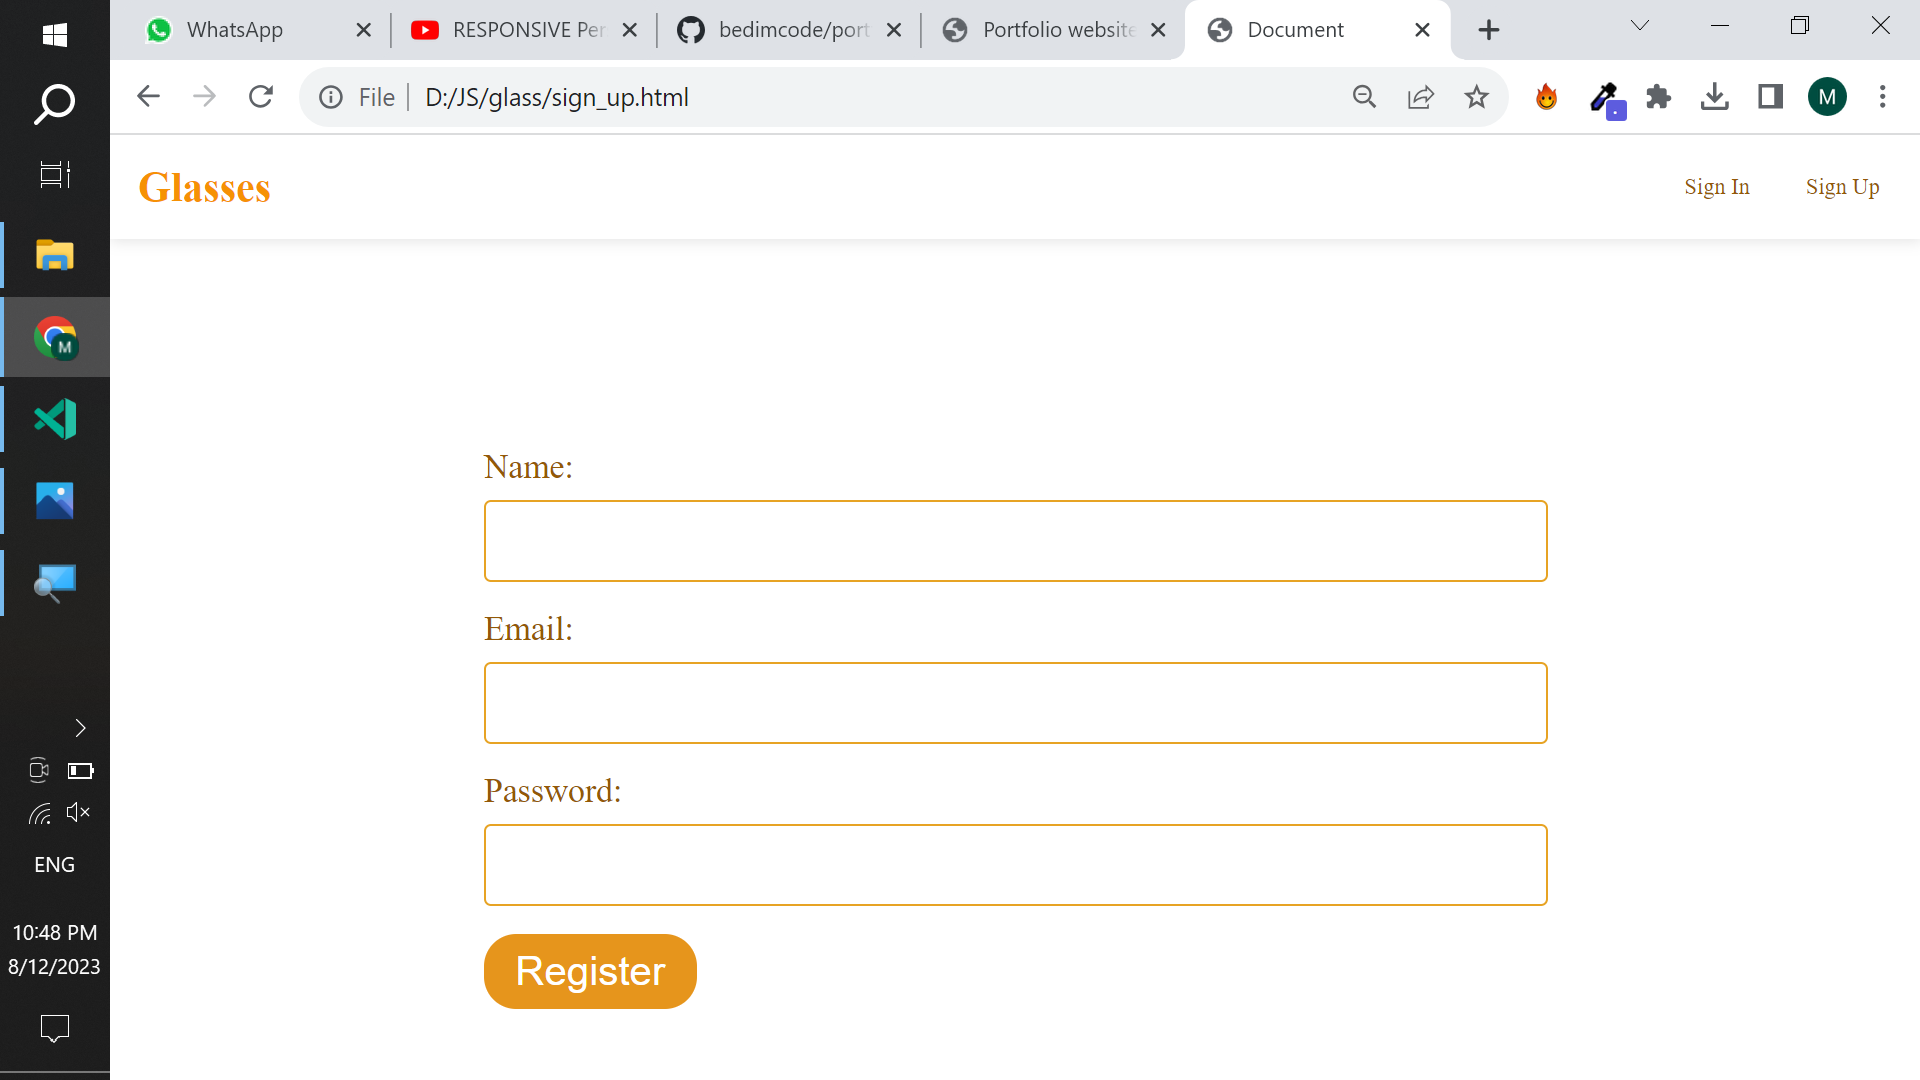 WhatsApp
RESPONSIVE Per
bedimcode/port
Portfolio website
Document
File
D:/JS/glass/sign_up.html
M
Glasses
Sign In
Sign Up
M
Name:
Email:
Password:
Register
ENG
10:48 PM
8/12/2023